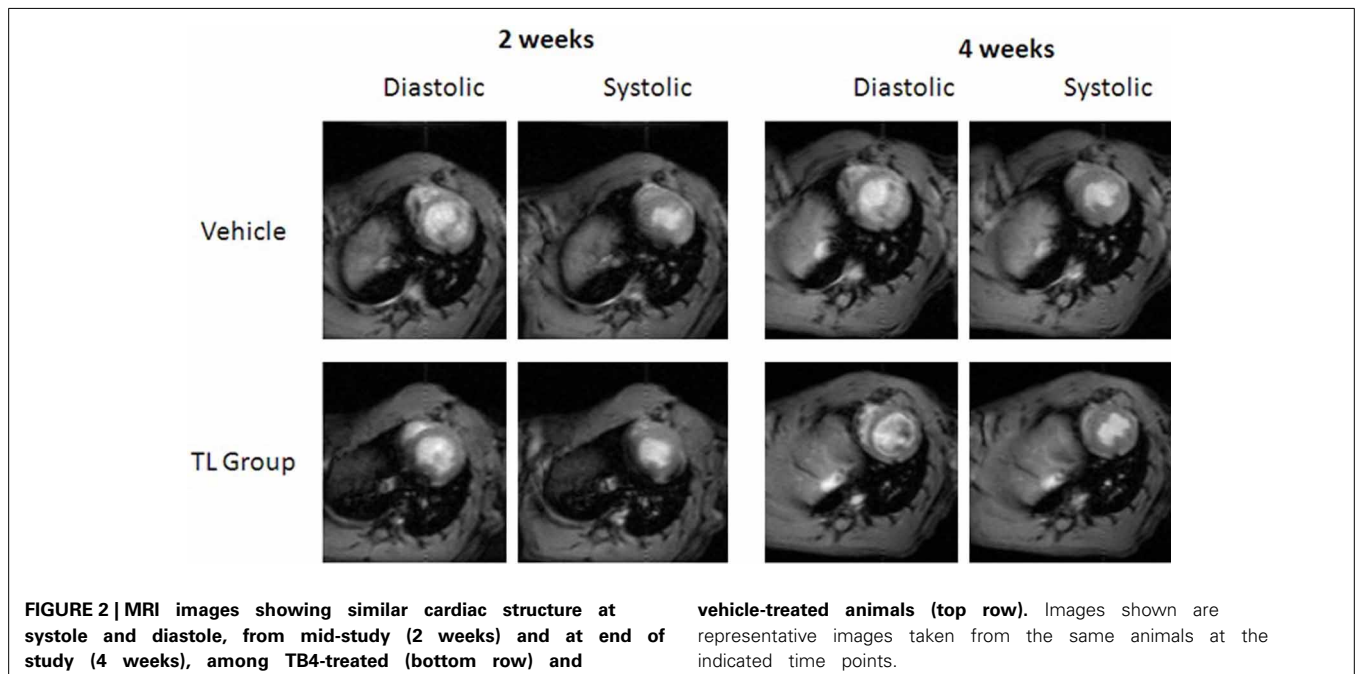 2 weeks
4 weeks
Diastolic
Systolic
Diastolic
Systolic
Vehicle
TL Group
FIGURE 2 | MRI images showing similar cardiac structure at
systole and diastole, from mid-study (2 weeks) and at end of
study (4 weeks), among TB4-treated (bottom row) and
vehicle-treated animals (top row). Images shown are
representative images taken from the same animals at the
indicated time points.